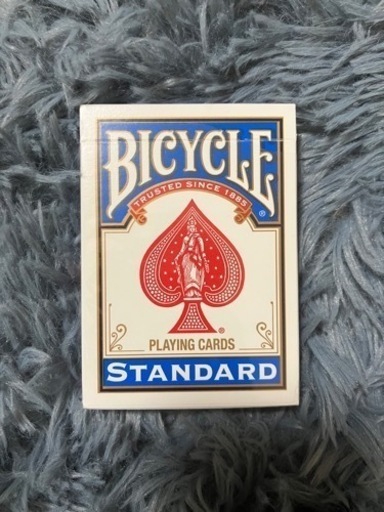 BICYCLE
®
TRUSTED SINCE 1885
®
PLAYING CARDS
STANDARD